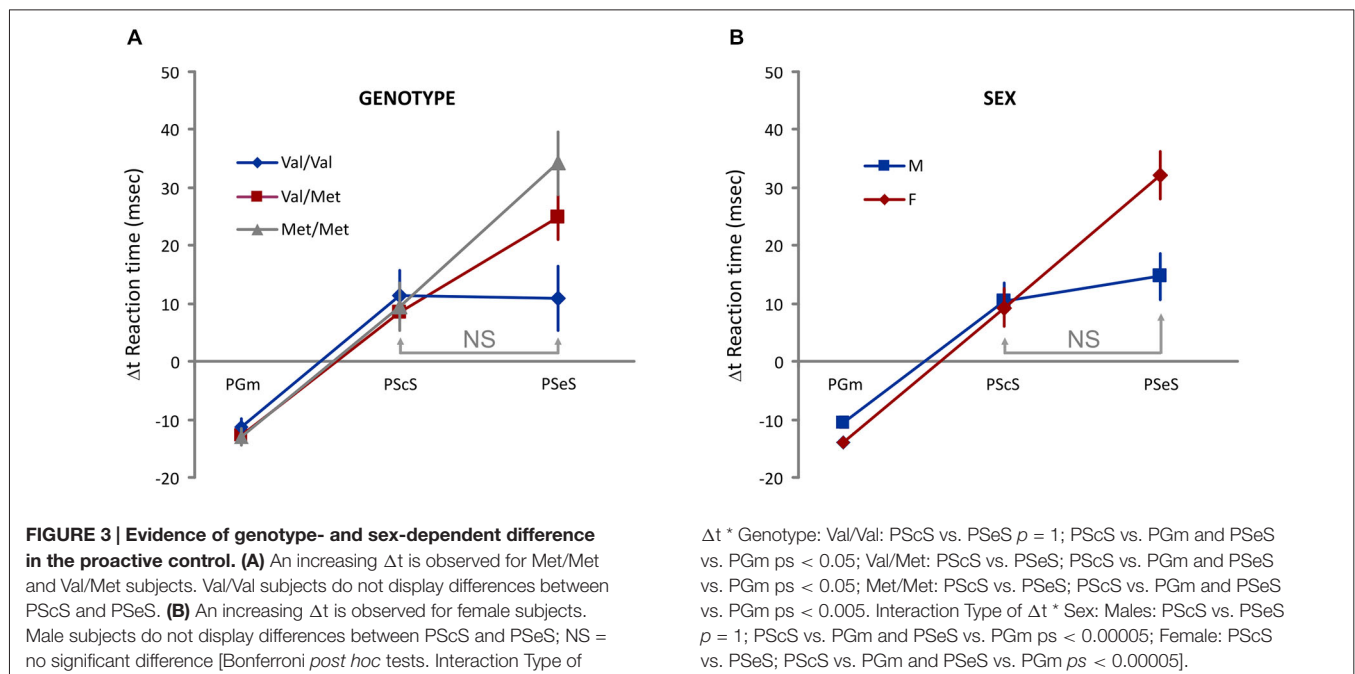 A
50
40
30
20
10
0
-10
-20
Δt Reaction time (msec)
GENOTYPE
Val/Val
Val/Met
Met/Met
NS
PGm
PScS
PSeS
B
50
40
30
20
10
0
-10
-20
Δt Reaction time (msec)
SEX
M
F
NS
PGm
PScS
PSeS
FIGURE 3 | Evidence of genotype- and sex-dependent difference
in the proactive control. (A) An increasing Δt is observed for Met/Met
and Val/Met subjects. Val/Val subjects do not display differences between
PScS and PSeS. (B) An increasing Δt is observed for female subjects.
Male subjects do not display differences between PScS and PSeS; NS =
no significant difference [Bonferroni post hoc tests. Interaction Type of
Δt * Genotype: Val/Val: PScS vs. PSeS p = 1; PScS vs. PGm and PSeS
vs. PGm ps < 0.05; Val/Met: PScS vs. PSeS; PScS vs. PGm and PSeS
vs. PGm ps < 0.05; Met/Met: PScS vs. PSeS; PScS vs. PGm and PSeS
vs. PGm ps < 0.005. Interaction Type of Δt * Sex: Males: PScS vs. PSeS
p = 1; PScS vs. PGm and PSeS vs. PGm ps < 0.00005; Female: PScS
vs. PSeS; PScS vs. PGm and PSeS vs. PGm ps < 0.00005].